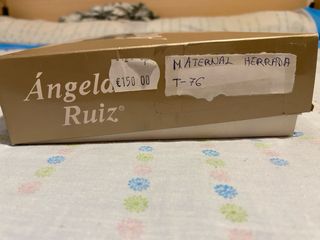 Ángela
Ruiz®
€150.00
MATERNAL HERRADA
T-76